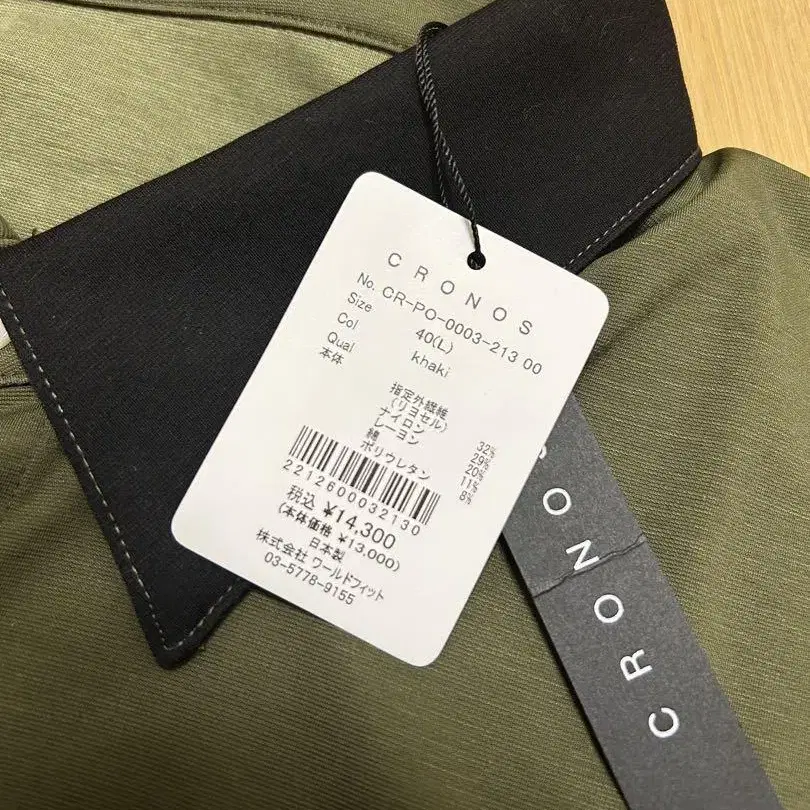 CRONOS
No. CR-PO-0003-213 00
Size 40(L)
Col khaki
Qual
本体
指定外繊維
(リヨセル) 32%
ナイロン 29%
レーヨン 20%
綿 11%
ポリウレタン 8%
2212600032130
税込 ¥14,300
(本体価格 ¥13,000)
日本製
株式会社 ワールドフィット
03-5778-9155
CRONOS